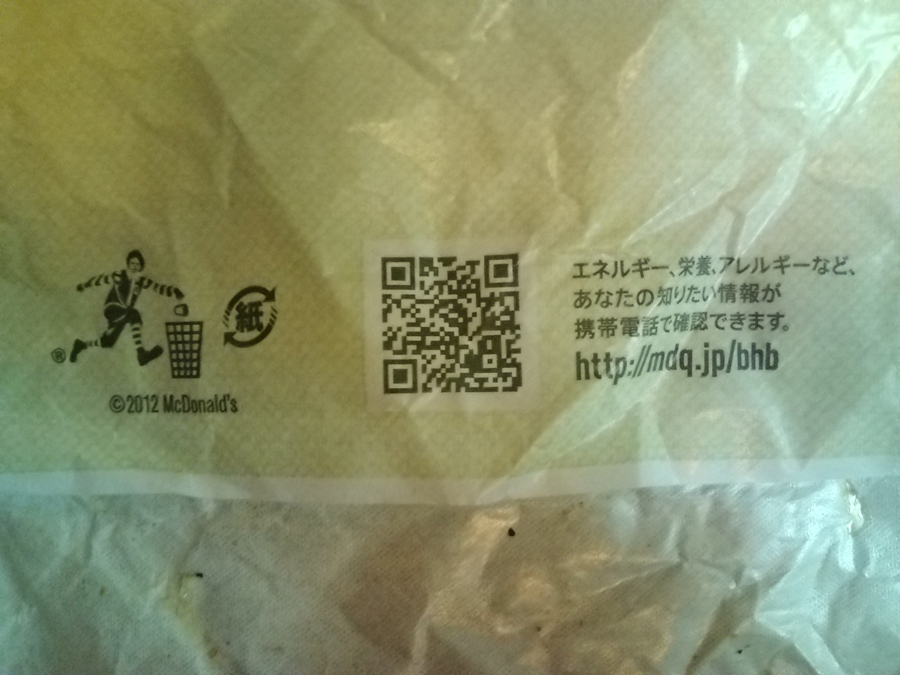 エネルギー、栄養、アレルギーなど、
あなたの知りたい情報が
携帯電話で確認できます。
http://mdq.jp/bhb
紙
®
©2012 McDonald's